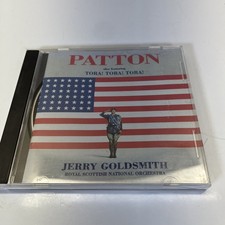 PATTON
TORA! TORA! TORA!
JERRY GOLDSMITH
ROYAL SCOTTISH NATIONAL ORCHESTRA